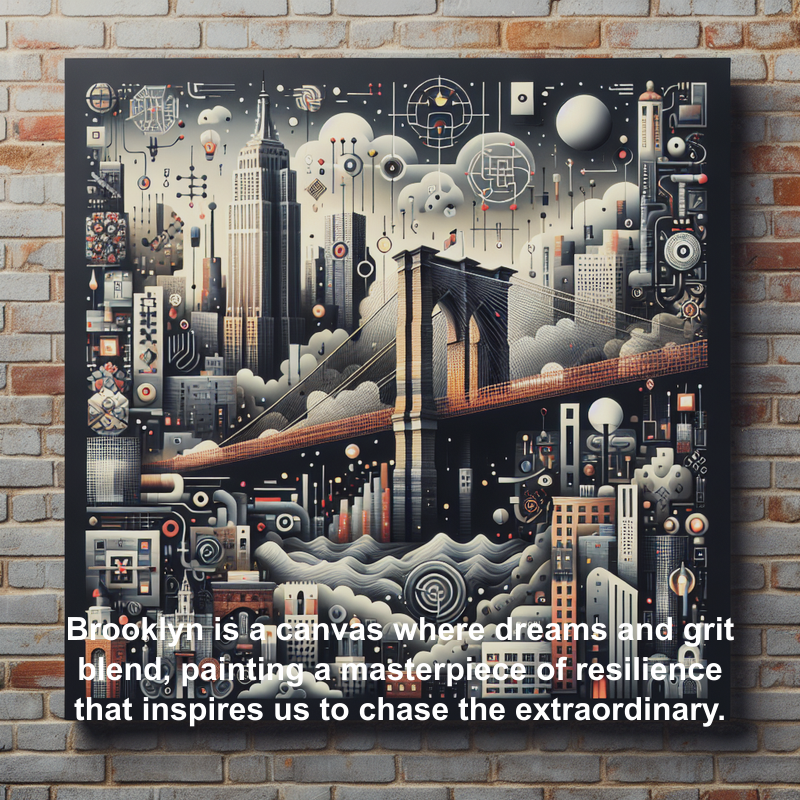 Brooklyn is a canvas where dreams and grit
blend, painting a masterpiece of resilience
that inspires us to chase the extraordinary.